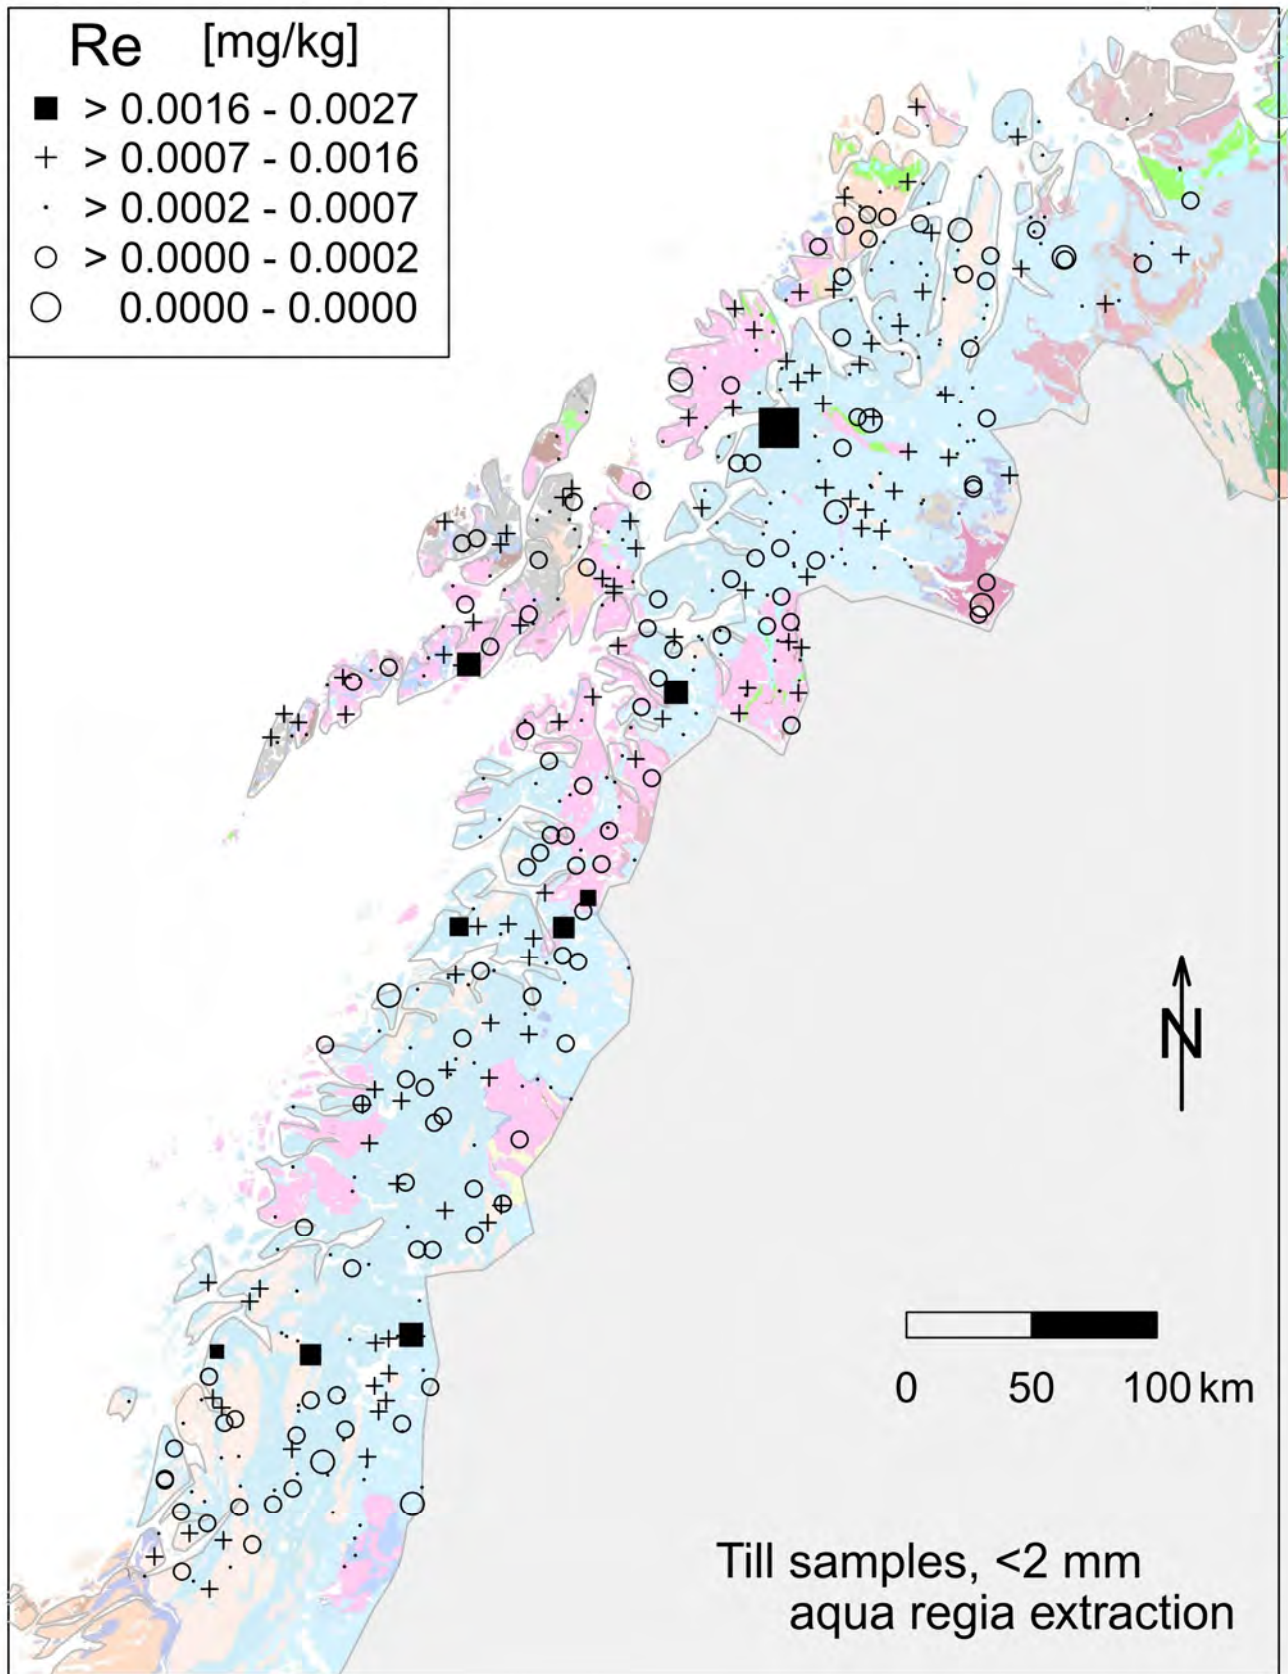 Re [mg/kg]
> 0.0016 - 0.0027
> 0.0007 - 0.0016
> 0.0002 - 0.0007
> 0.0000 - 0.0002
0.0000 - 0.0000
N
0 50 100 km
Till samples, <2 mm
aqua regia extraction